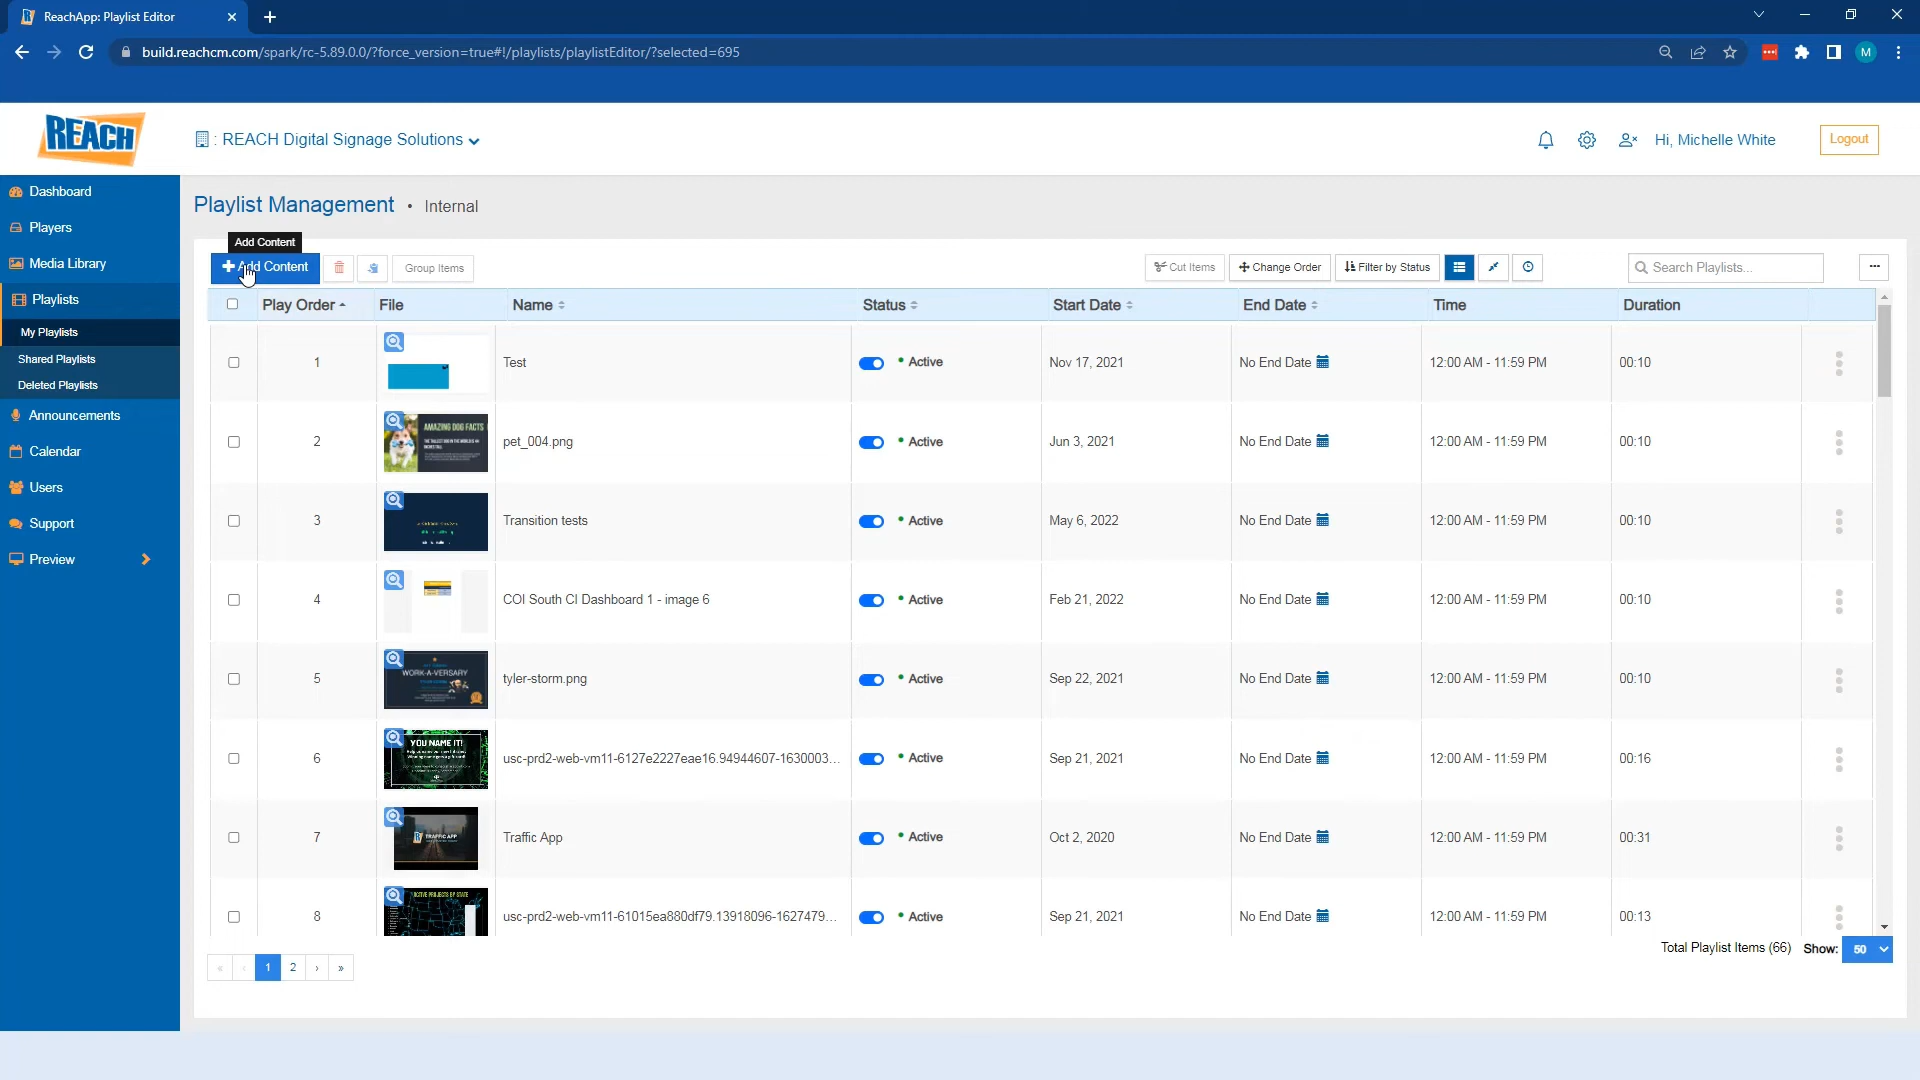 ReachApp: Playlist Editor
build.reachcm.com/spark/rc-5.89.0.0/?force_version=true#!/playlists/playlistEditor/?selected=695
M
REACH
: REACH Digital Signage Solutions
Hi, Michelle White
Logout
Dashboard
Players
Media Library
Playlists
My Playlists
Shared Playlists
Deleted Playlists
Announcements
Calendar
Users
Support
Preview
Playlist Management • Internal
Add Content
Add Content
Group Items
Cut Items
Change Order
Filter by Status
Search Playlists...
Play Order File Name Status Start Date End Date Time Duration
1 Test Active Nov 17, 2021 No End Date 12:00 AM - 11:59 PM 00:10
AMAZING DOG FACTS
2 pet_004.png Active Jun 3, 2021 No End Date 12:00 AM - 11:59 PM 00:10
3 Transition tests Active May 6, 2022 No End Date 12:00 AM - 11:59 PM 00:10
4 COI South CI Dashboard 1 - image 6 Active Feb 21, 2022 No End Date 12:00 AM - 11:59 PM 00:10
WORK-A-VERSARY
5 tyler-storm.png Active Sep 22, 2021 No End Date 12:00 AM - 11:59 PM 00:10
YOU NAME IT!
6 usc-prd2-web-vm11-6127e2227eae16.94944607-1630003... Active Sep 21, 2021 No End Date 12:00 AM - 11:59 PM 00:16
TRAFFIC APP
7 Traffic App Active Oct 2, 2020 No End Date 12:00 AM - 11:59 PM 00:31
ACTIVE PROJECTS BY STATE
8 usc-prd2-web-vm11-61015ea880df79.13918096-1627479... Active Sep 21, 2021 No End Date 12:00 AM - 11:59 PM 00:13
Total Playlist Items (66) Show: 50
« ‹ 1 2 › »